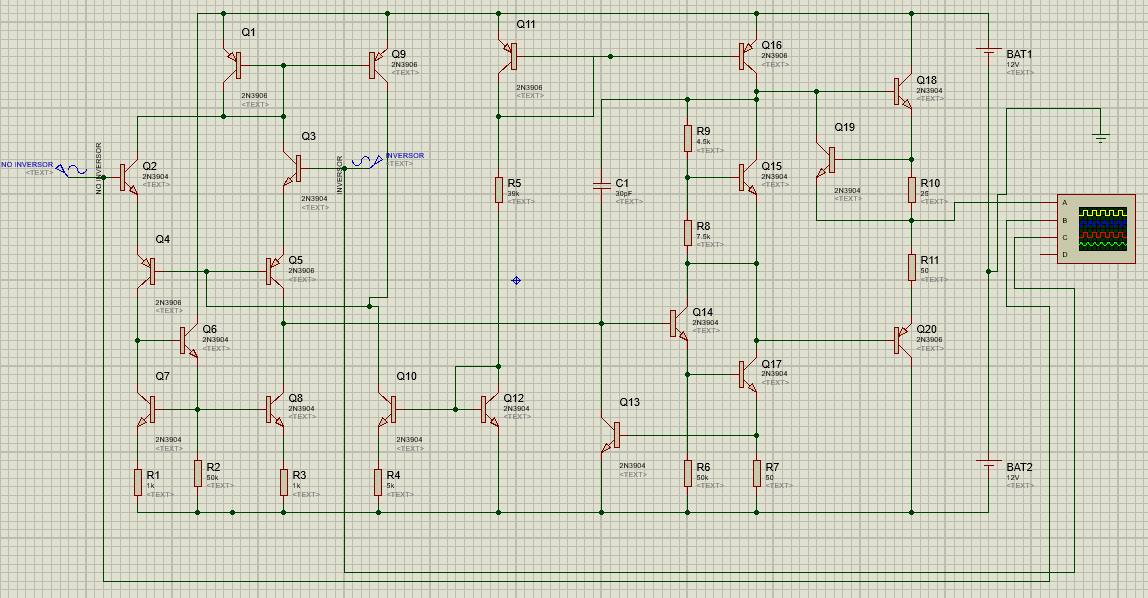 Q1
2N3906
<TEXT>
Q9
2N3906
<TEXT>
Q11
2N3906
<TEXT>
Q16
2N3906
<TEXT>
Q18
2N3904
<TEXT>
BAT1
12V
<TEXT>
NO INVERSOR
<TEXT>
NO INVERSOR
Q2
2N3904
<TEXT>
Q3
2N3904
<TEXT>
INVERSOR
INVERSOR
<TEXT>
R9
4.5k
<TEXT>
Q19
2N3904
<TEXT>
R5
39k
<TEXT>
C1
30pF
<TEXT>
Q15
2N3904
<TEXT>
R10
25
<TEXT>
A
B
C
D
R8
7.5k
<TEXT>
Q4
2N3906
<TEXT>
Q5
2N3906
<TEXT>
R11
50
<TEXT>
Q6
2N3904
<TEXT>
Q14
2N3904
<TEXT>
Q20
2N3906
<TEXT>
Q7
2N3904
<TEXT>
Q8
2N3904
<TEXT>
Q10
2N3904
<TEXT>
Q12
2N3904
<TEXT>
Q17
2N3904
<TEXT>
Q13
2N3904
<TEXT>
R1
1k
<TEXT>
R2
50k
<TEXT>
R3
1k
<TEXT>
R4
5k
<TEXT>
R6
50k
<TEXT>
R7
50
<TEXT>
BAT2
12V
<TEXT>